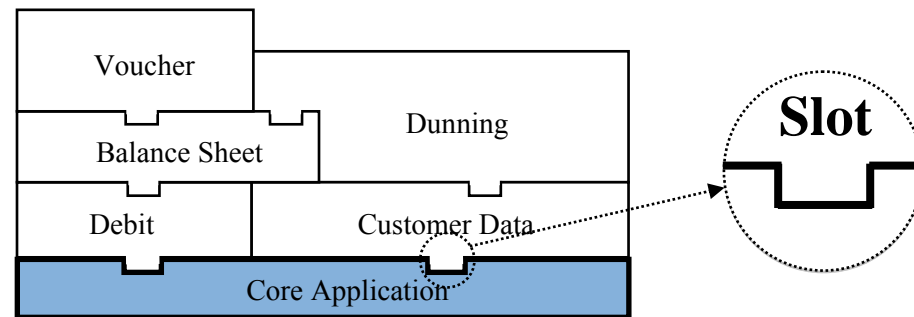 Voucher
Dunning
Balance Sheet
Debit
Customer Data
Core Application
Slot